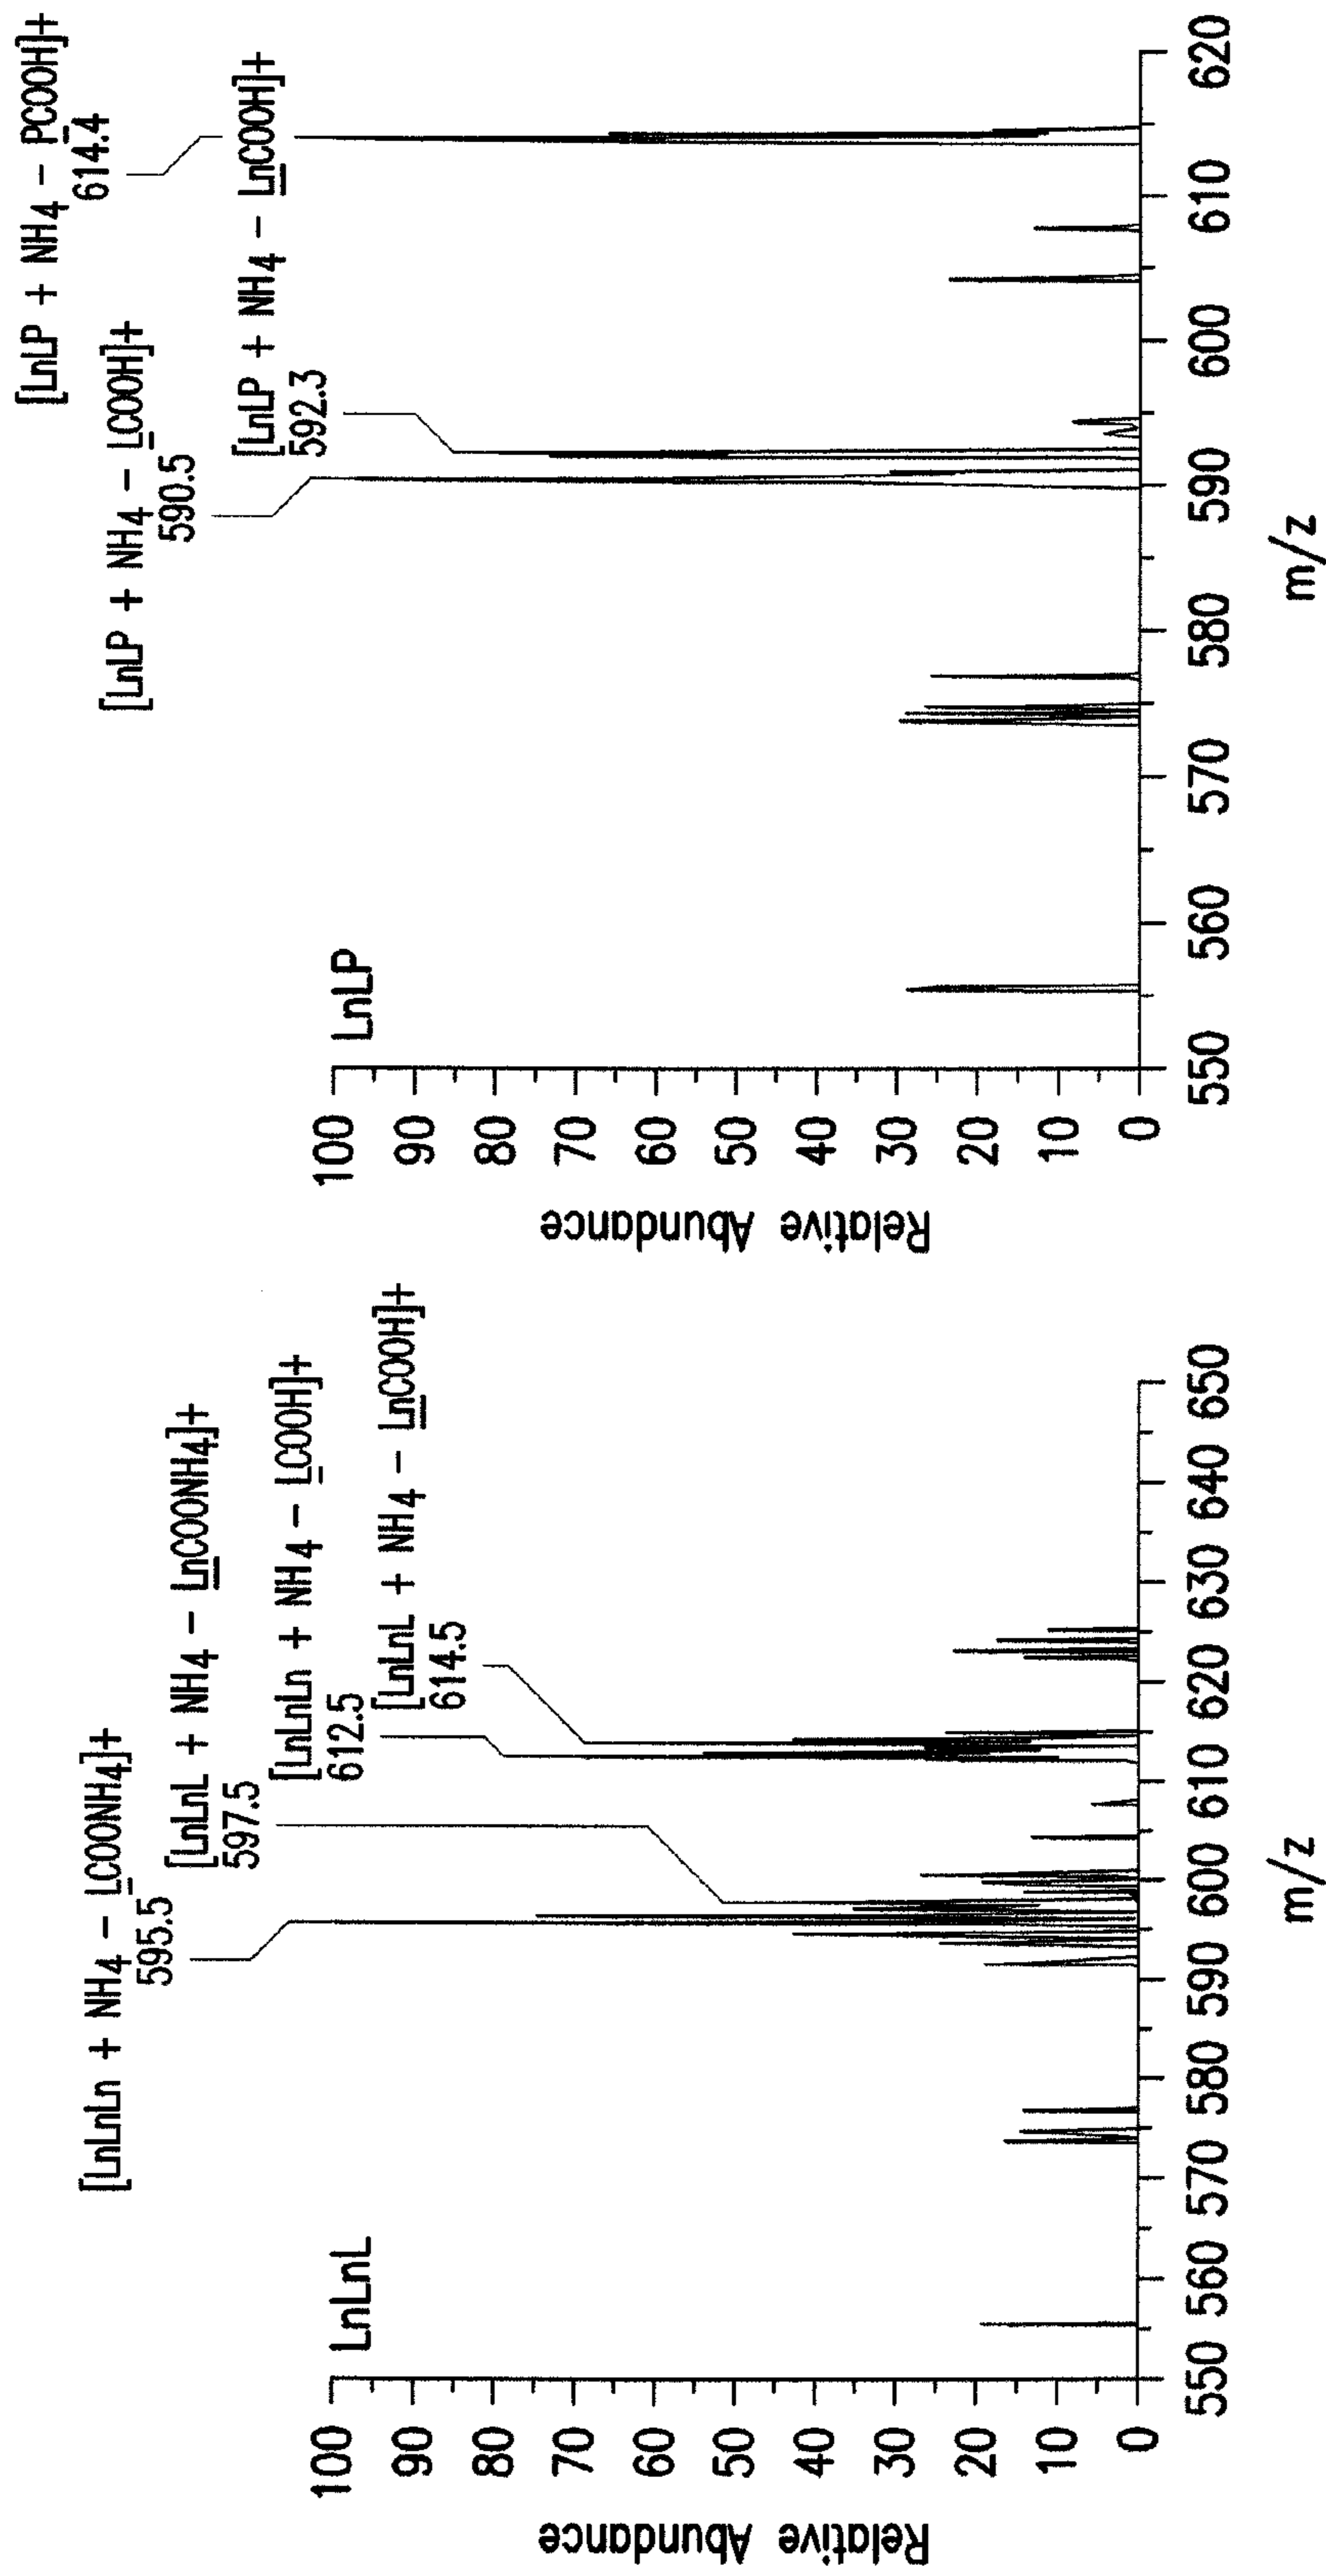 [LnLnLn + NH4 – LCOONH4]+
595.5
[LnLnL + NH4 – LnCOONH4]+
597.5
[LnLnLn + NH4 – LCOOH]+
612.5
[LnLnL + NH4 – LnCOOH]+
614.5
LnLnL
100
90
80
70
60
50
40
30
20
10
0
Relative Abundance
550 560 570 580 590 600 610 620 630 640 650
m/z
[LnLP + NH4 – PCOOH]+
614.4
[LnLP + NH4 – LCOOH]+
590.5
[LnLP + NH4 – LnCOOH]+
592.3
LnLP
100
90
80
70
60
50
40
30
20
10
0
Relative Abundance
550 560 570 580 590 600 610 620
m/z